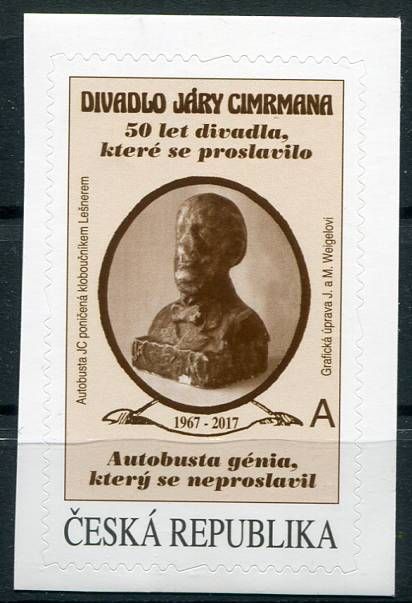 DIVADLO JÁRY CIMRMANA
50 let divadla,
které se proslavilo
Autobusta JC poničená kloboučníkem Lešnerem
Grafická úprava J. a M. Weigelovi
1967 - 2017
A
Autobusta génia,
který se neproslavil
ČESKÁ REPUBLIKA